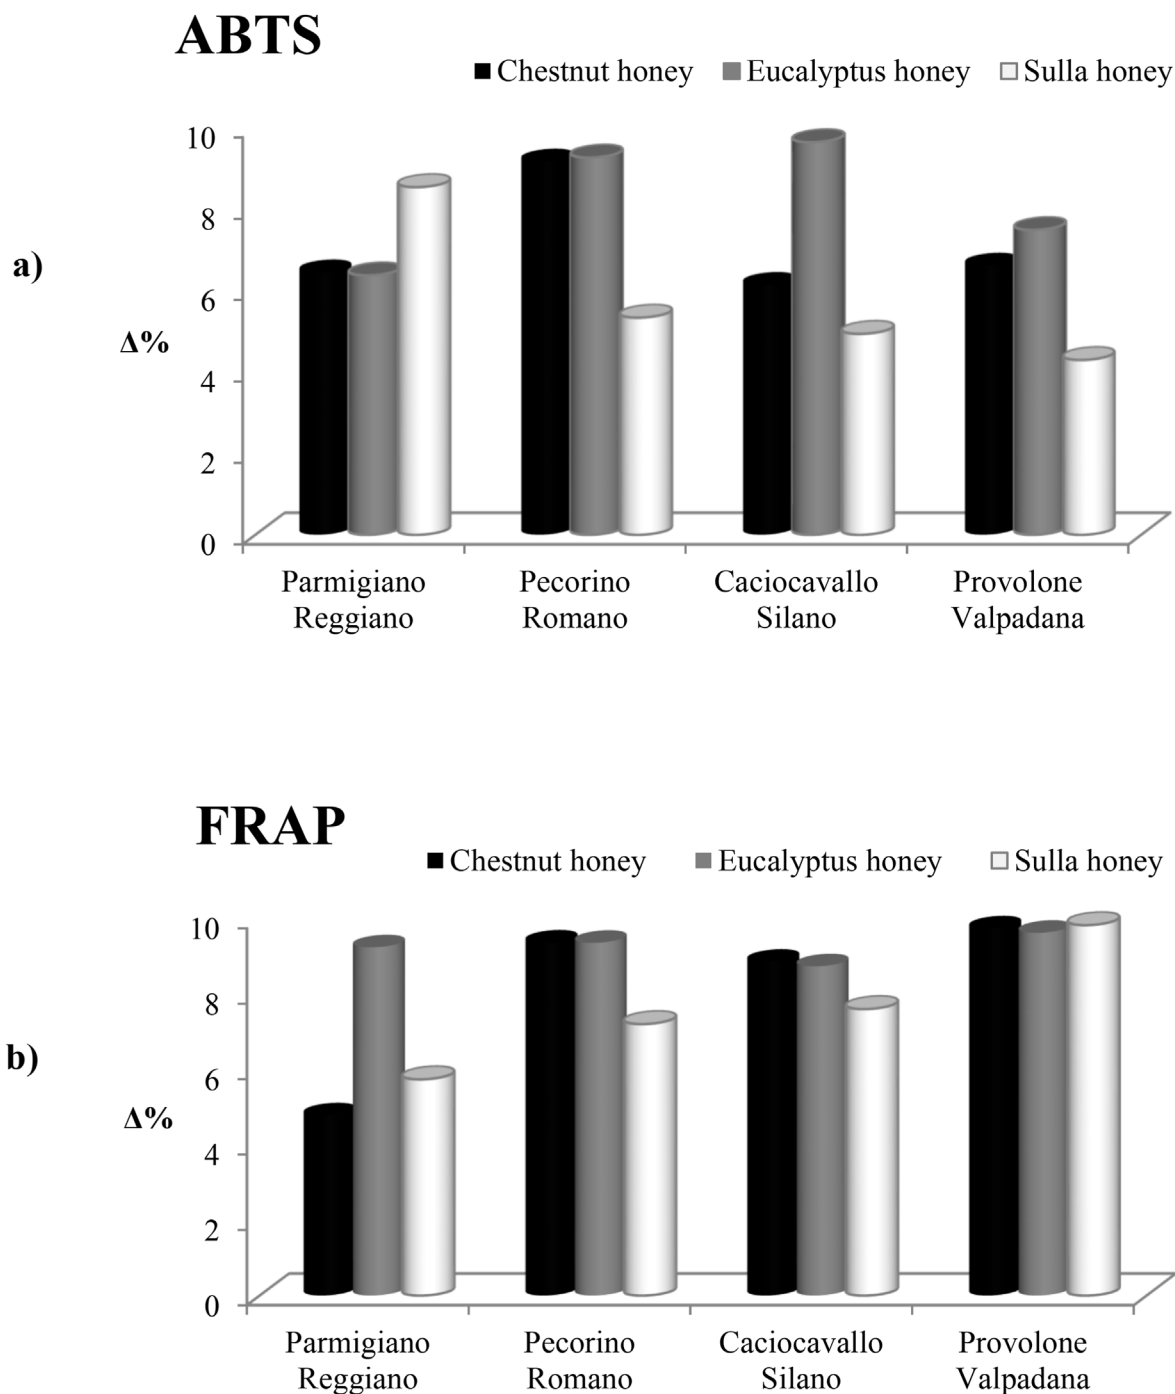 ABTS
Chestnut honey Eucalyptus honey Sulla honey
a)
Δ%
10
8
6
4
2
0
Parmigiano Reggiano
Pecorino Romano
Caciocavallo Silano
Provolone Valpadana
FRAP
Chestnut honey Eucalyptus honey Sulla honey
b)
Δ%
10
8
6
4
2
0
Parmigiano Reggiano
Pecorino Romano
Caciocavallo Silano
Provolone Valpadana